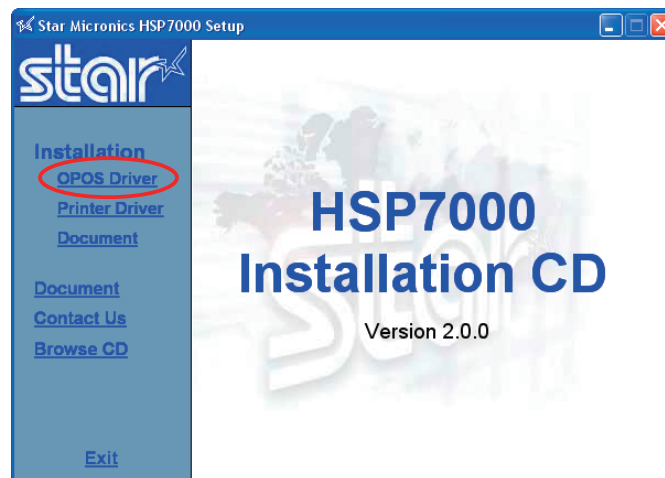 Star Micronics HSP7000 Setup
star
Installation
OPOS Driver
Printer Driver
Document
Document
Contact Us
Browse CD
Exit
HSP7000
Installation CD
Version 2.0.0
star